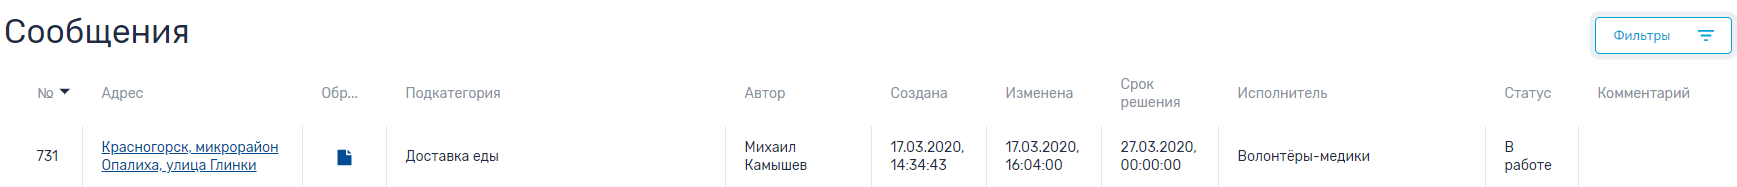 Сообщения
Фильтры
№
Адрес
Обр...
Подкатегория
Автор
Создана
Изменена
Срок
решения
Исполнитель
Статус
Комментарий
731
Красногорск, микрорайон
Опалиха, улица Глинки
Доставка еды
Михаил
Камышев
17.03.2020,
14:34:43
17.03.2020,
16:04:00
27.03.2020,
00:00:00
Волонтёры-медики
В
работе